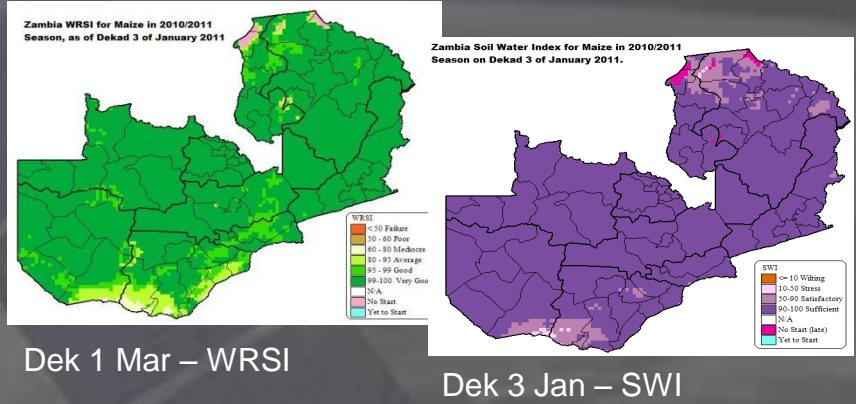 Zambia WRSI for Maize in 2010/2011
Season, as of Dekad 3 of January 2011
WRSI
< 50 Failure
50 - 60 Poor
60 - 80 Mediocre
80 - 95 Average
95 - 99 Good
99-100 Very Goo
N/A
No Start
Yet to Start
Dek 1 Mar – WRSI
Zambia Soil Water Index for Maize in 2010/2011
Season on Dekad 3 of January 2011.
SWI
<= 10 Wilting
10-50 Stress
50-90 Satisfactory
90-100 Sufficient
N/A
No Start (late)
Yet to Start
Dek 3 Jan – SWI